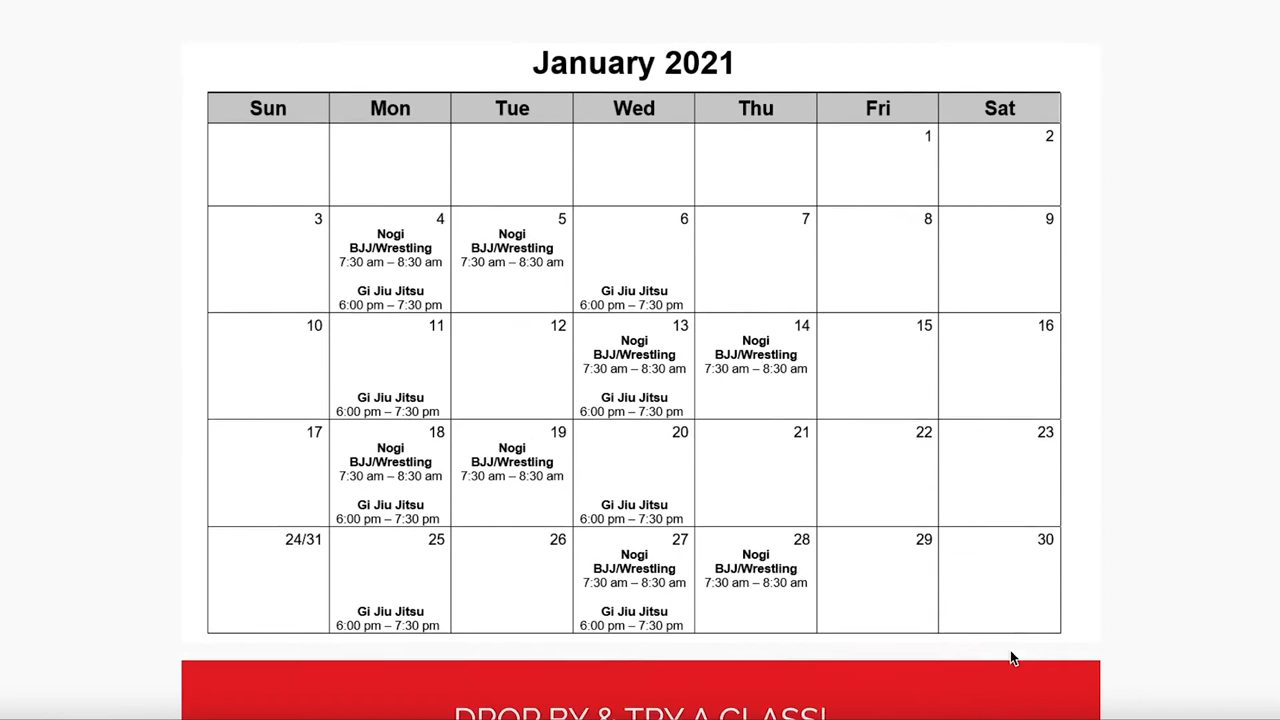 January 2021
Sun Mon Tue Wed Thu Fri Sat
1 2
3 4 5 6 7 8 9
Nogi Nogi
BJJ/Wrestling BJJ/Wrestling
7:30 am – 8:30 am 7:30 am – 8:30 am
Gi Jiu Jitsu Gi Jiu Jitsu
6:00 pm – 7:30 pm 6:00 pm – 7:30 pm
10 11 12 13 14 15 16
Nogi Nogi
BJJ/Wrestling BJJ/Wrestling
7:30 am – 8:30 am 7:30 am – 8:30 am
Gi Jiu Jitsu Gi Jiu Jitsu
6:00 pm – 7:30 pm 6:00 pm – 7:30 pm
17 18 19 20 21 22 23
Nogi Nogi
BJJ/Wrestling BJJ/Wrestling
7:30 am – 8:30 am 7:30 am – 8:30 am
Gi Jiu Jitsu Gi Jiu Jitsu
6:00 pm – 7:30 pm 6:00 pm – 7:30 pm
24/31 25 26 27 28 29 30
Nogi Nogi
BJJ/Wrestling BJJ/Wrestling
7:30 am – 8:30 am 7:30 am – 8:30 am
Gi Jiu Jitsu Gi Jiu Jitsu
6:00 pm – 7:30 pm 6:00 pm – 7:30 pm
DROP BY & TRY A CLASS!